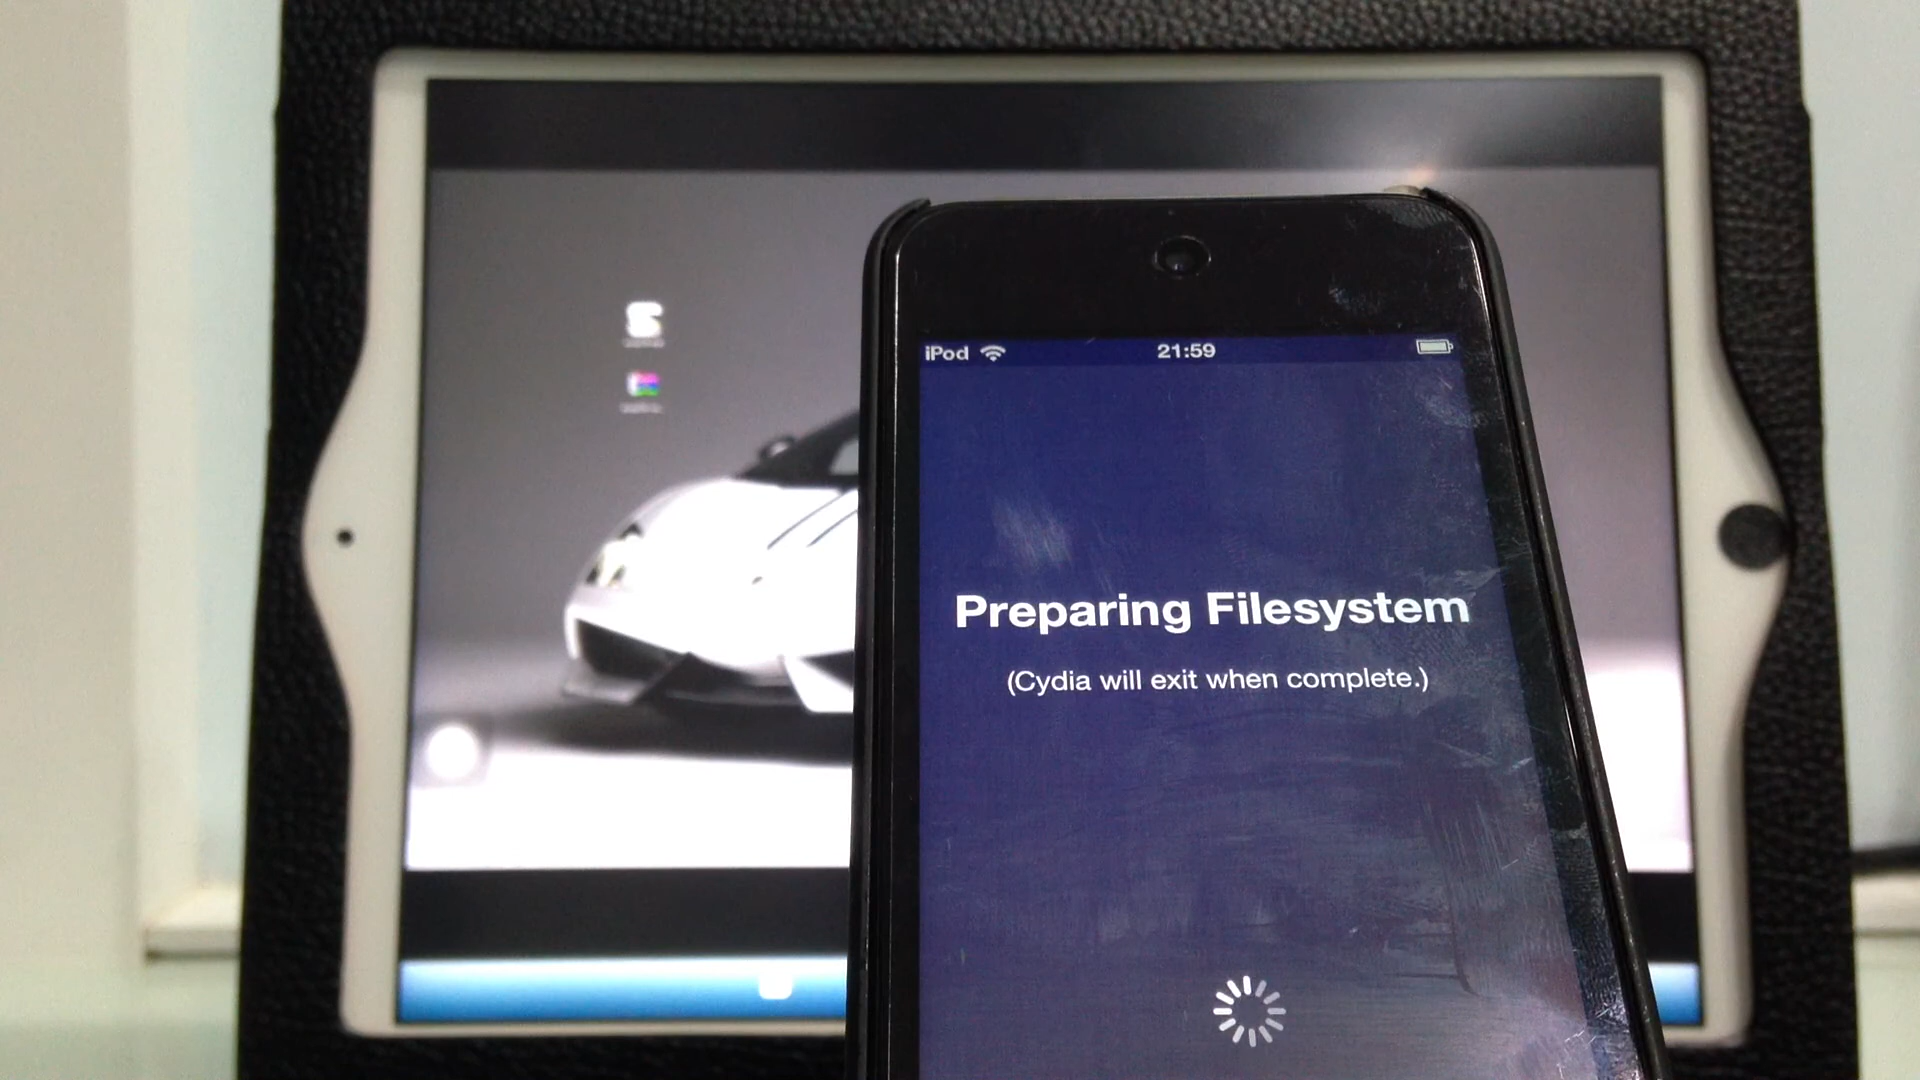 iPod 21:59
Preparing Filesystem
(Cydia will exit when complete.)